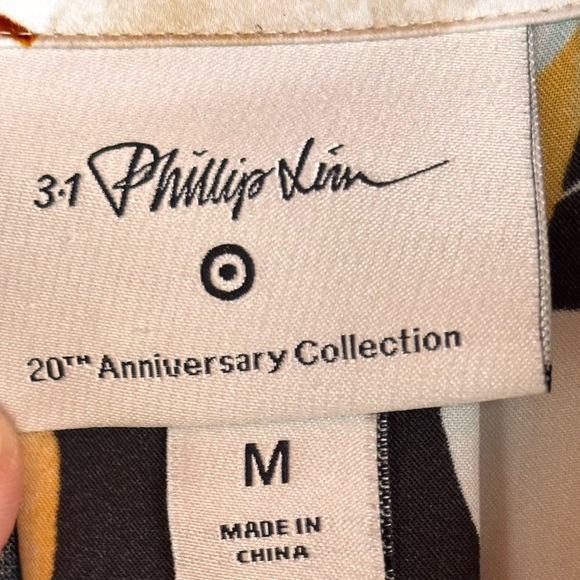 3.1 Phillip Lim
20TH Anniversary Collection
M
MADE IN
CHINA